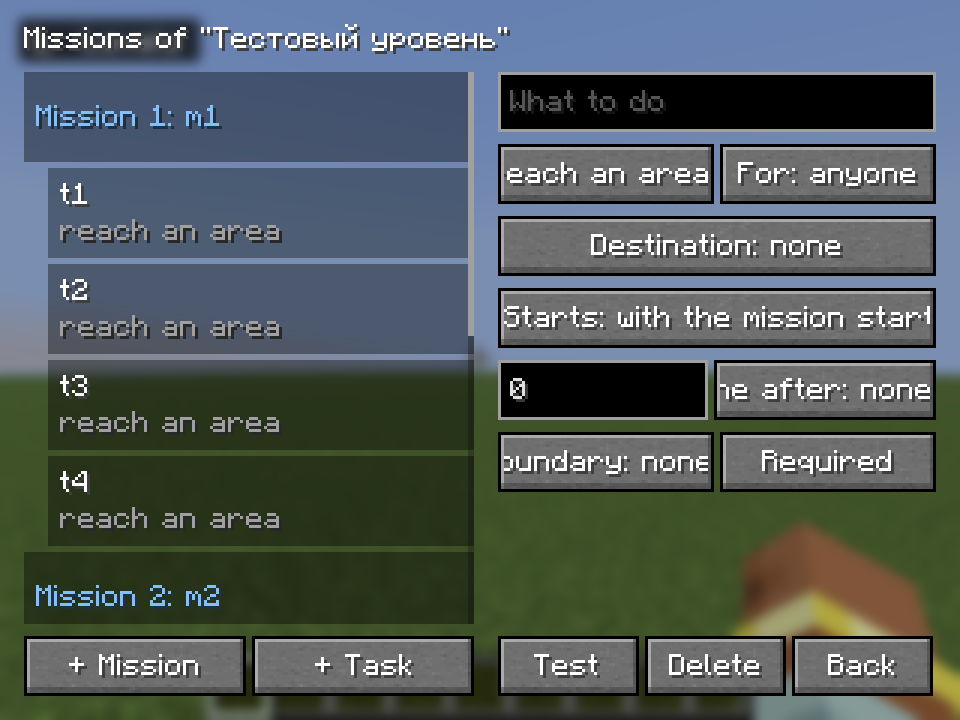 Missions of "Тестовый уровень"
Mission 1: m1
t1
reach an area
t2
reach an area
t3
reach an area
t4
reach an area
Mission 2: m2
+ Mission
+ Task
What to do
each an area
For: anyone
Destination: none
Starts: with the mission start
0
ne after: none
oundary: none
Required
Test
Delete
Back